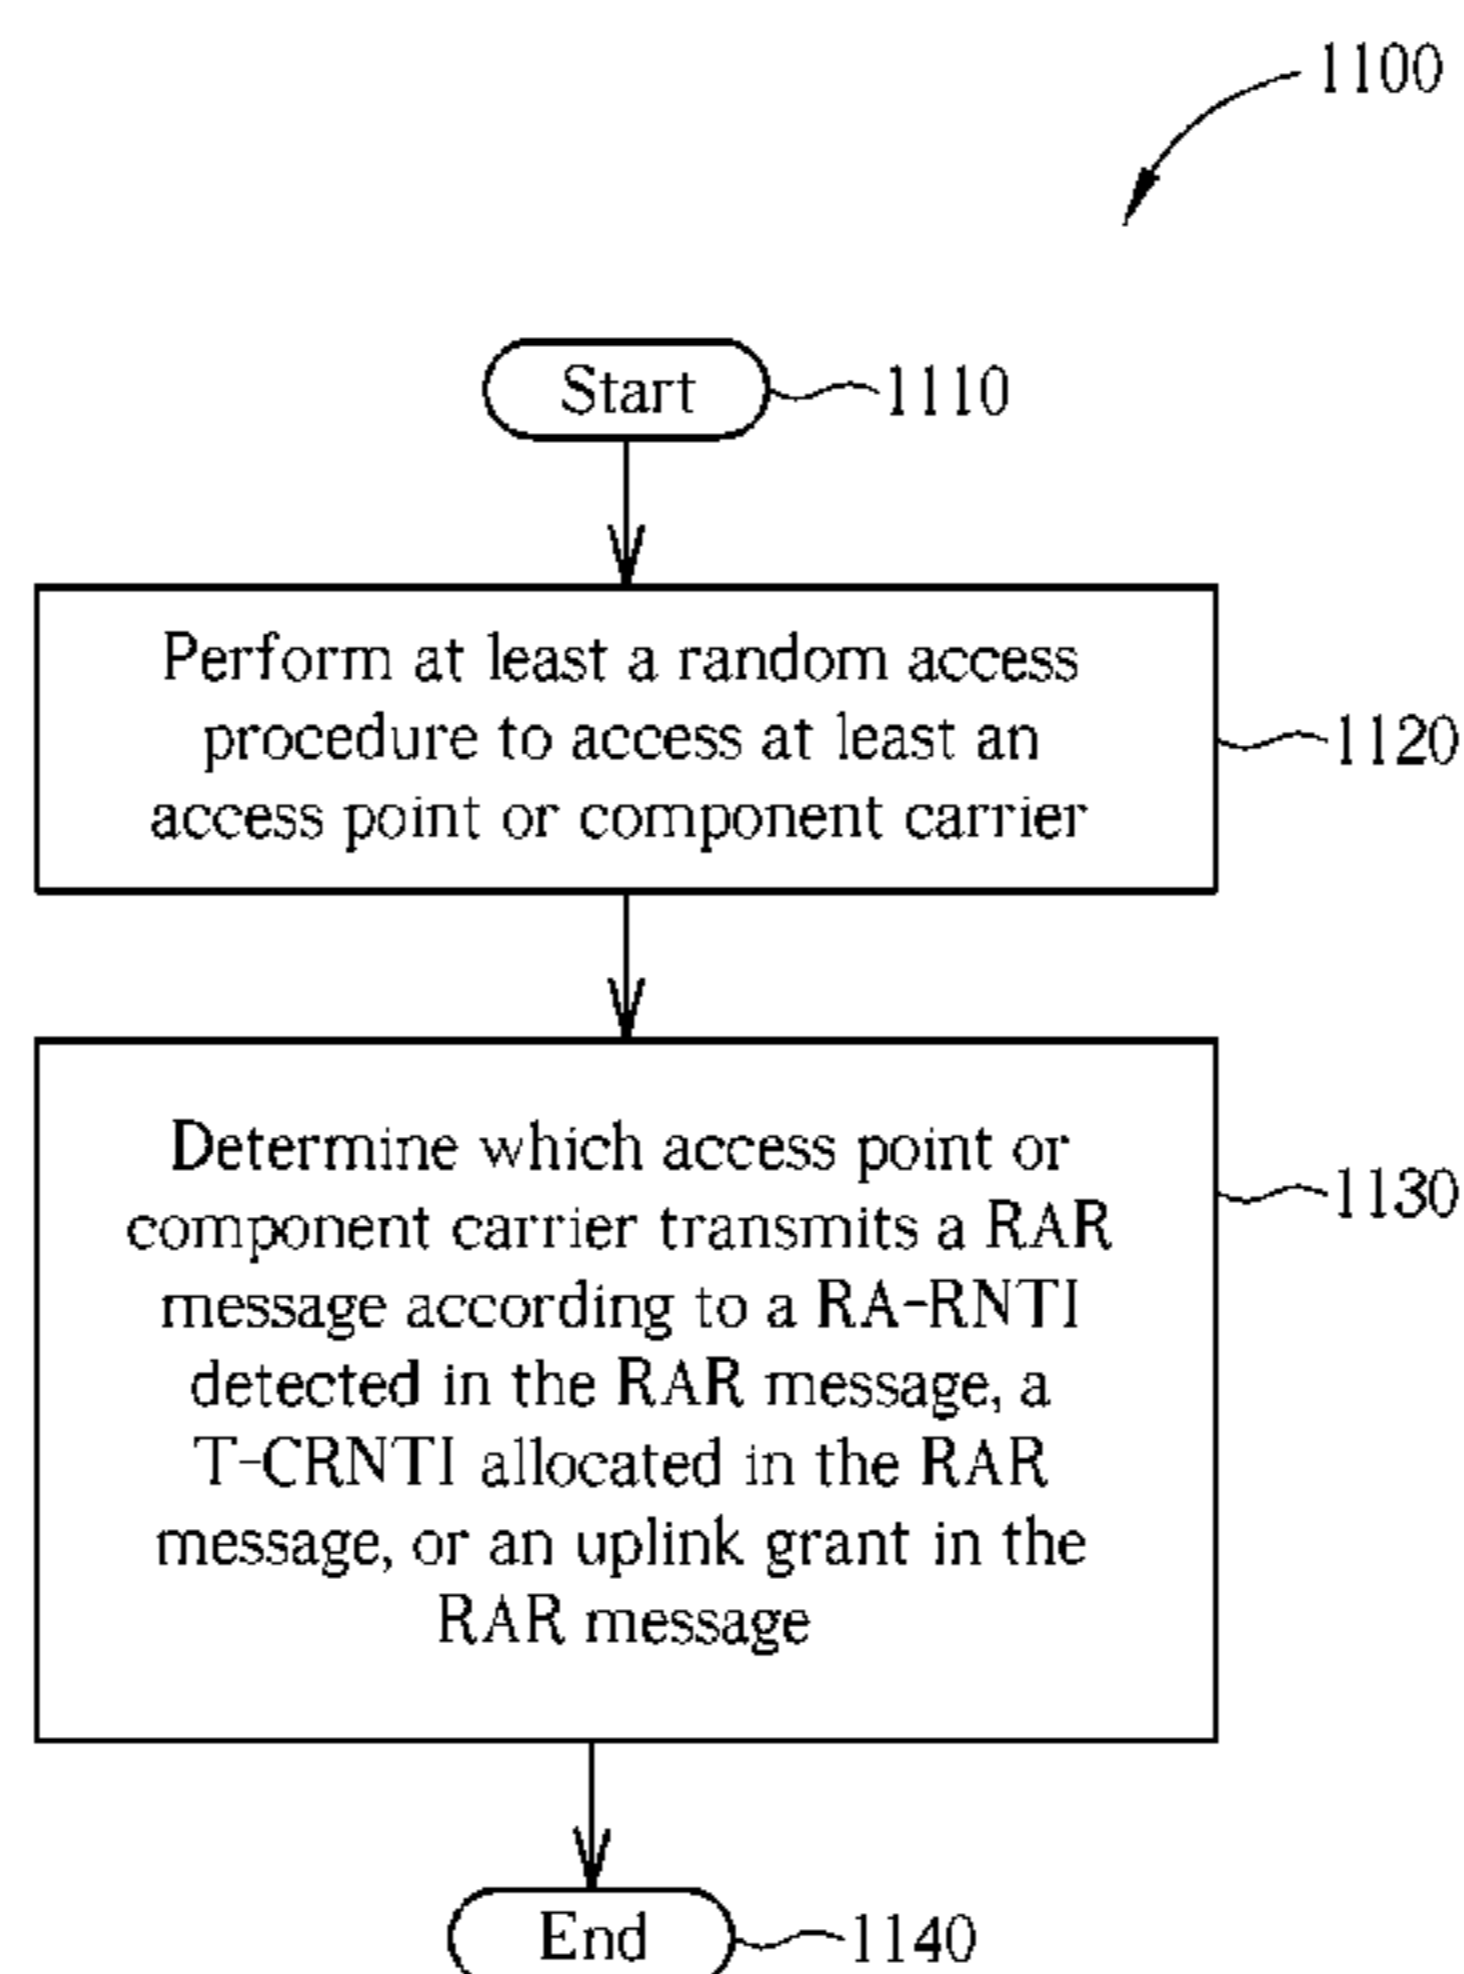 1100
Start
1110
Perform at least a random access
procedure to access at least an
access point or component carrier
1120
Determine which access point or
component carrier transmits a RAR
message according to a RA-RNTI
detected in the RAR message, a
T-CRNTI allocated in the RAR
message, or an uplink grant in the
RAR message
1130
End
1140